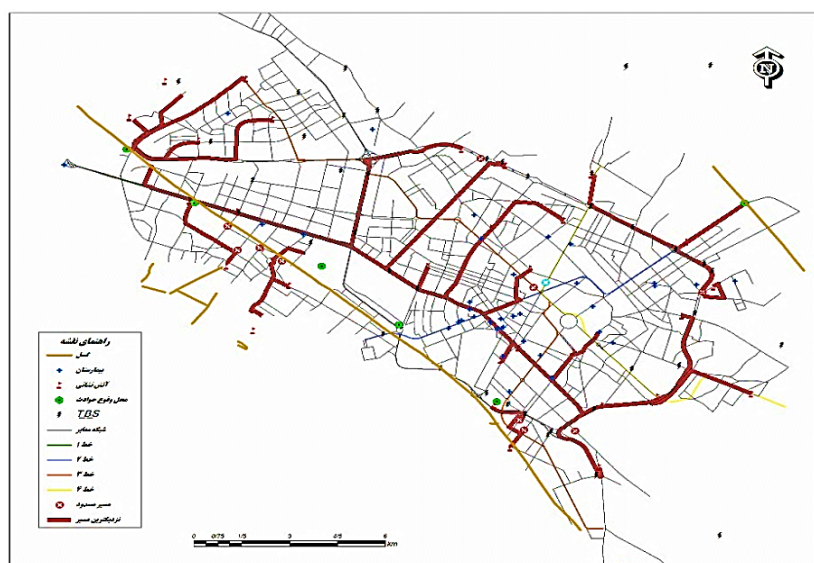 N
راهنمای نقشه
گسل
بیمارستان
آتش نشانی
محل وقوع حوادث
TBS
شبکه معابر
خط ۱
خط ۲
خط ۳
خط ۴
مسیر مسدود
نزدیکترین مسیر
0 0/75 1/5 3 4/5 6
km